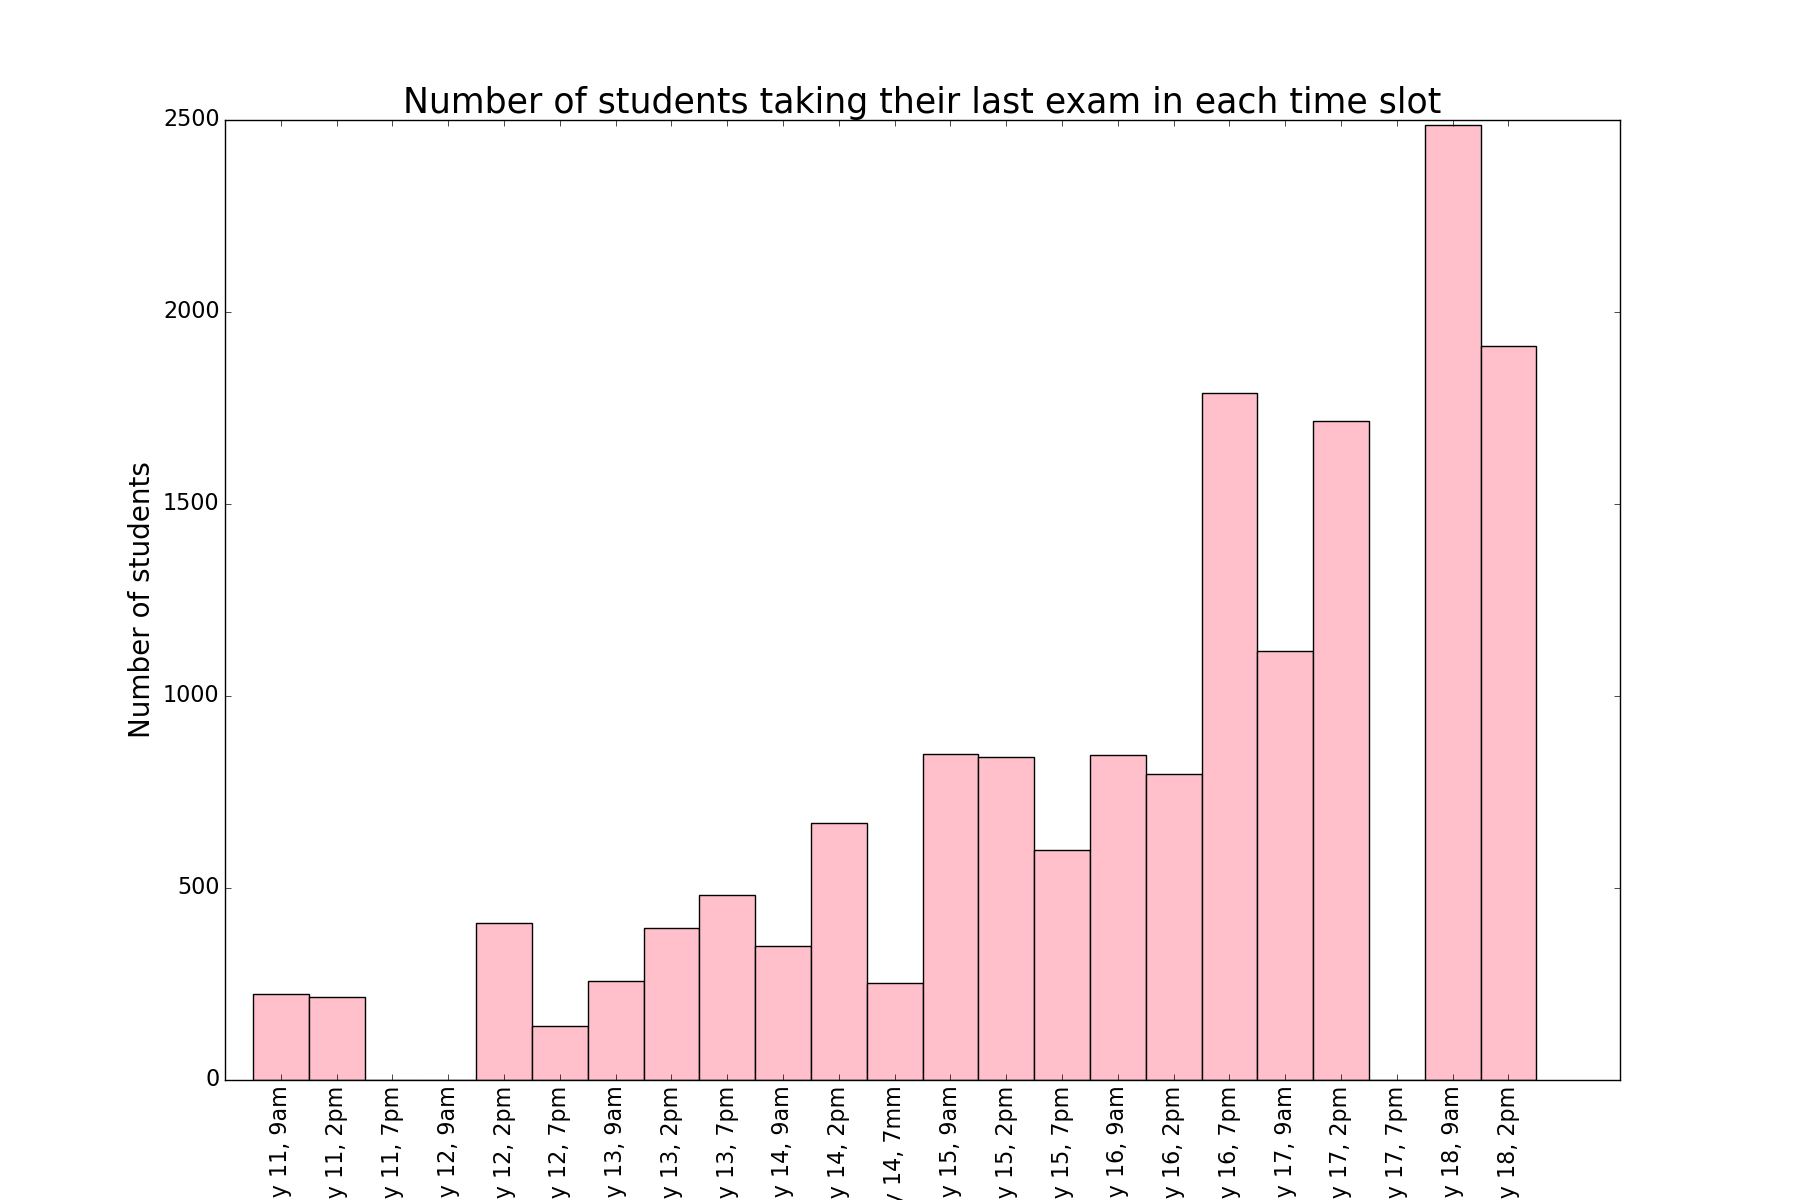 Number of students taking their last exam in each time slot
Number of students
2500
2000
1500
1000
500
0
y 11, 9am
y 11, 2pm
y 11, 7pm
y 12, 9am
y 12, 2pm
y 12, 7pm
y 13, 9am
y 13, 2pm
y 13, 7pm
y 14, 9am
y 14, 2pm
y 14, 7mm
y 15, 9am
y 15, 2pm
y 15, 7pm
y 16, 9am
y 16, 2pm
y 16, 7pm
y 17, 9am
y 17, 2pm
y 17, 7pm
y 18, 9am
y 18, 2pm